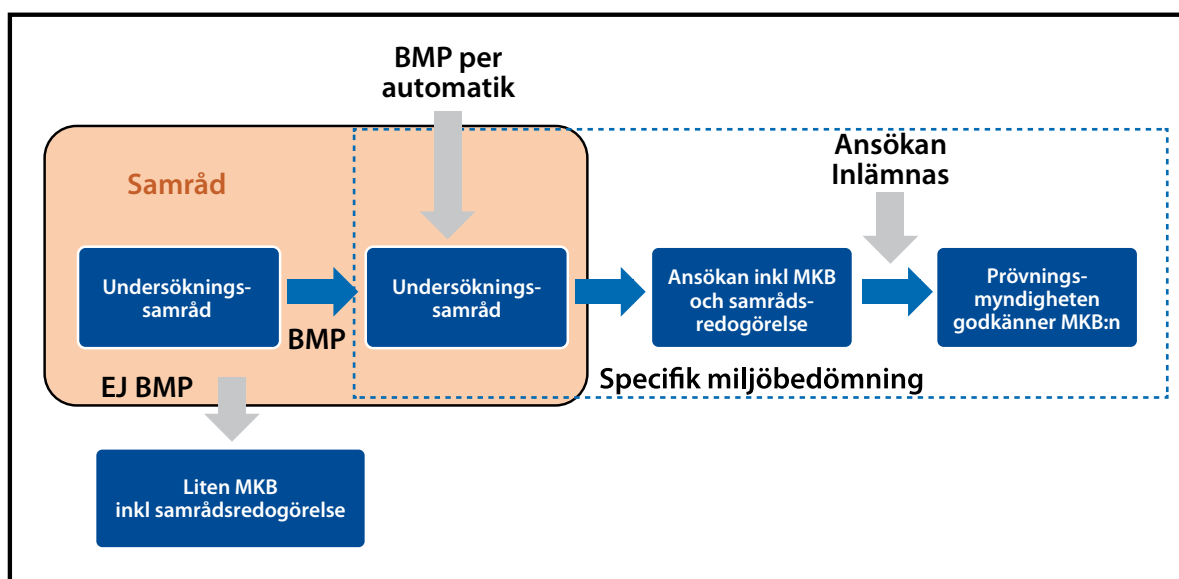 BMP per
automatik
Samråd
Ansökan
Inlämnas
Undersöknings-
samråd
BMP
Undersöknings-
samråd
Ansökan inkl MKB
och samråds-
redogörelse
Prövnings-
myndigheten
godkänner MKB:n
EJ BMP
Specifik miljöbedömning
Liten MKB
inkl samrådsredogörelse